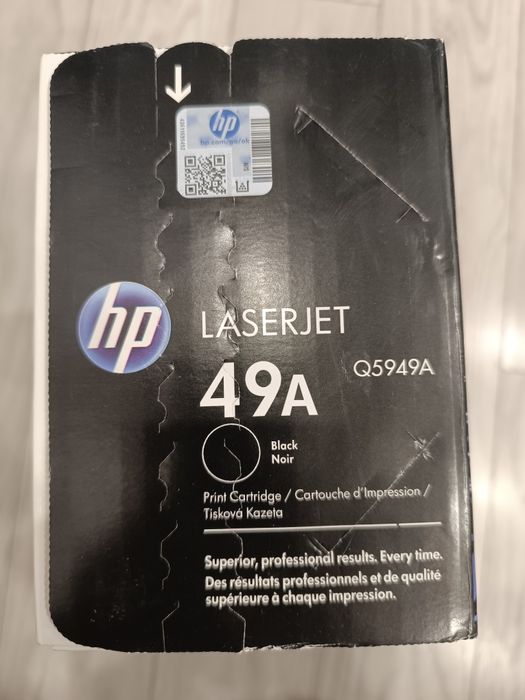 hp
hp.com/go/ok
hp
LASERJET
49A
Q5949A
Black
Noir
Print Cartridge / Cartouche d'Impression /
Tisková Kazeta
Superior, professional results. Every time.
Des résultats professionnels et de qualité
supérieure à chaque impression.